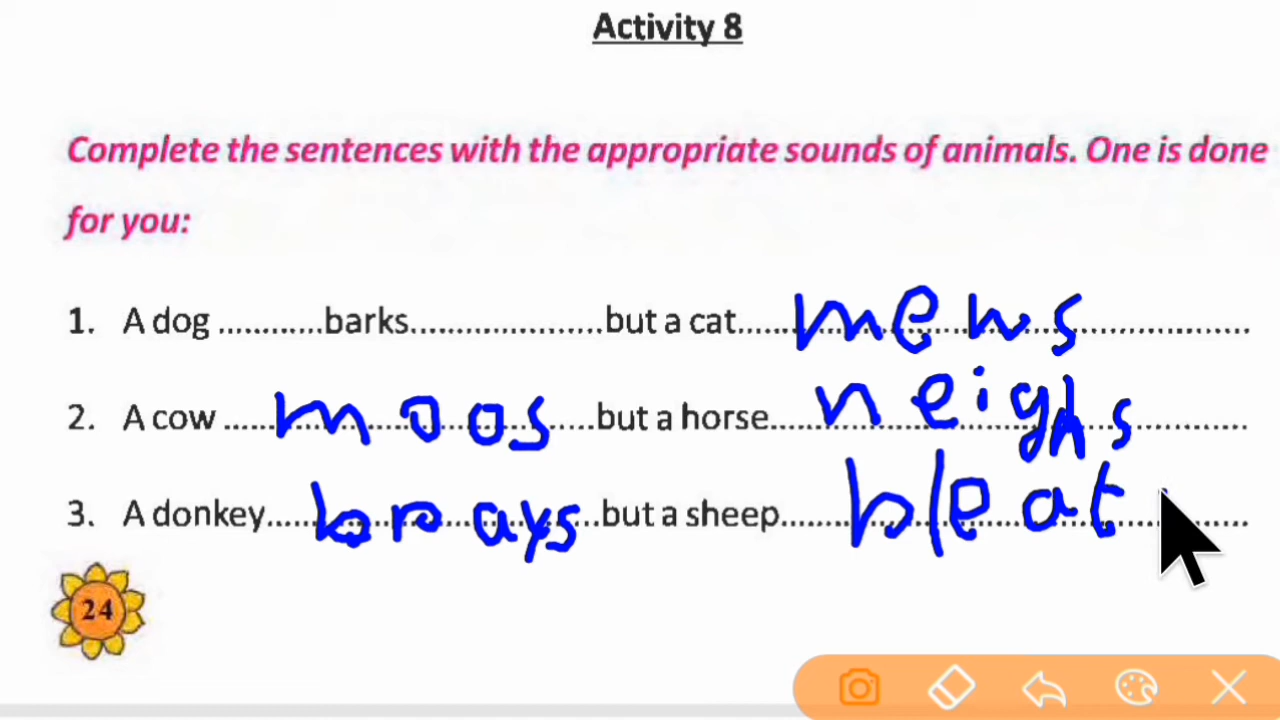 Activity 8
Complete the sentences with the appropriate sounds of animals. One is done
for you:
1. A dog ............barks......................but a cat......mews..............................
2. A cow .....moos.....but a horse......neighs..............
3. A donkey.....brays...but a sheep.......bleat..........
24